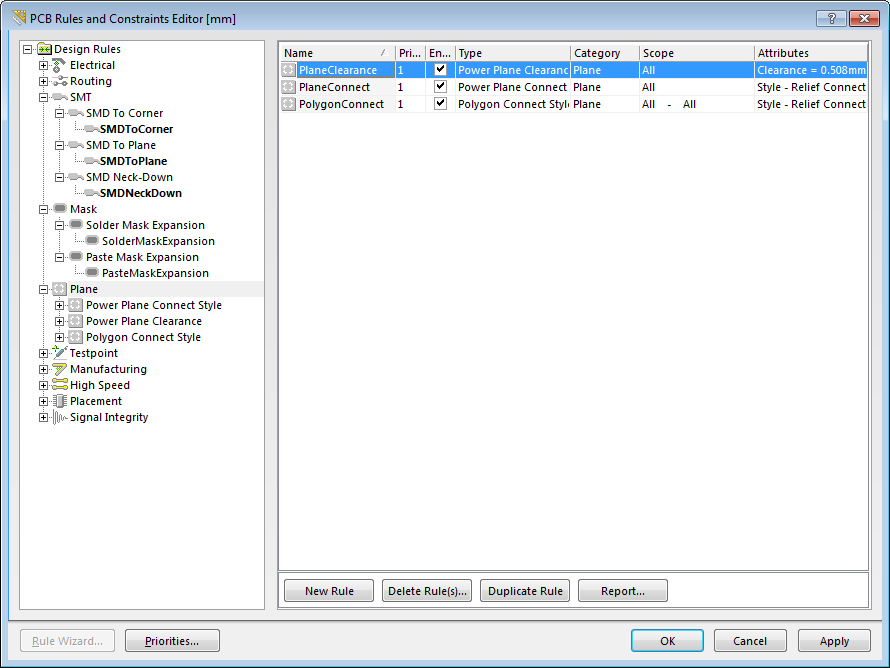 PCB Rules and Constraints Editor [mm]
?
Design Rules
Electrical
Routing
SMT
SMD To Corner
SMDToCorner
SMD To Plane
SMDToPlane
SMD Neck-Down
SMDNeckDown
Mask
Solder Mask Expansion
SolderMaskExpansion
Paste Mask Expansion
PasteMaskExpansion
Plane
Power Plane Connect Style
Power Plane Clearance
Polygon Connect Style
Testpoint
Manufacturing
High Speed
Placement
Signal Integrity
Name Pri... En... Type Category Scope Attributes
PlaneClearance 1 Power Plane Clearanc Plane All Clearance = 0.508mm
PlaneConnect 1 Power Plane Connect Plane All Style - Relief Connect
PolygonConnect 1 Polygon Connect Style Plane All - All Style - Relief Connect
New Rule Delete Rule(s)... Duplicate Rule Report...
Rule Wizard... Priorities... OK Cancel Apply